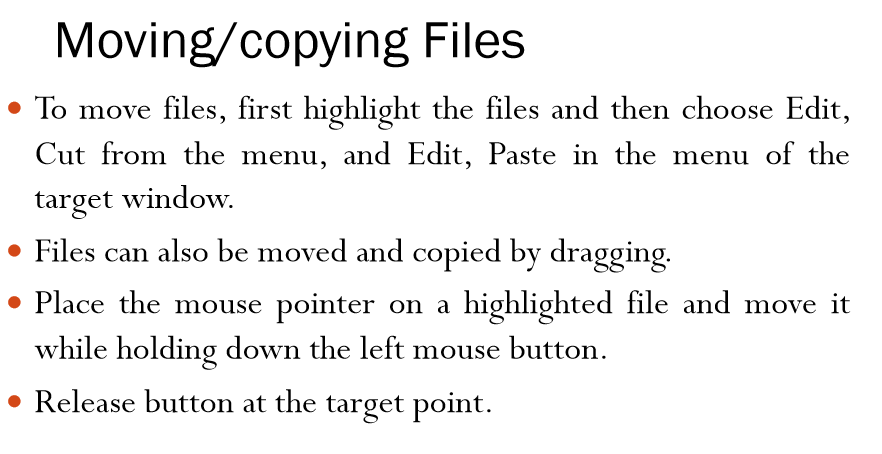 Moving/copying Files
• To move files, first highlight the files and then choose Edit,
Cut from the menu, and Edit, Paste in the menu of the
target window.
• Files can also be moved and copied by dragging.
• Place the mouse pointer on a highlighted file and move it
while holding down the left mouse button.
• Release button at the target point.